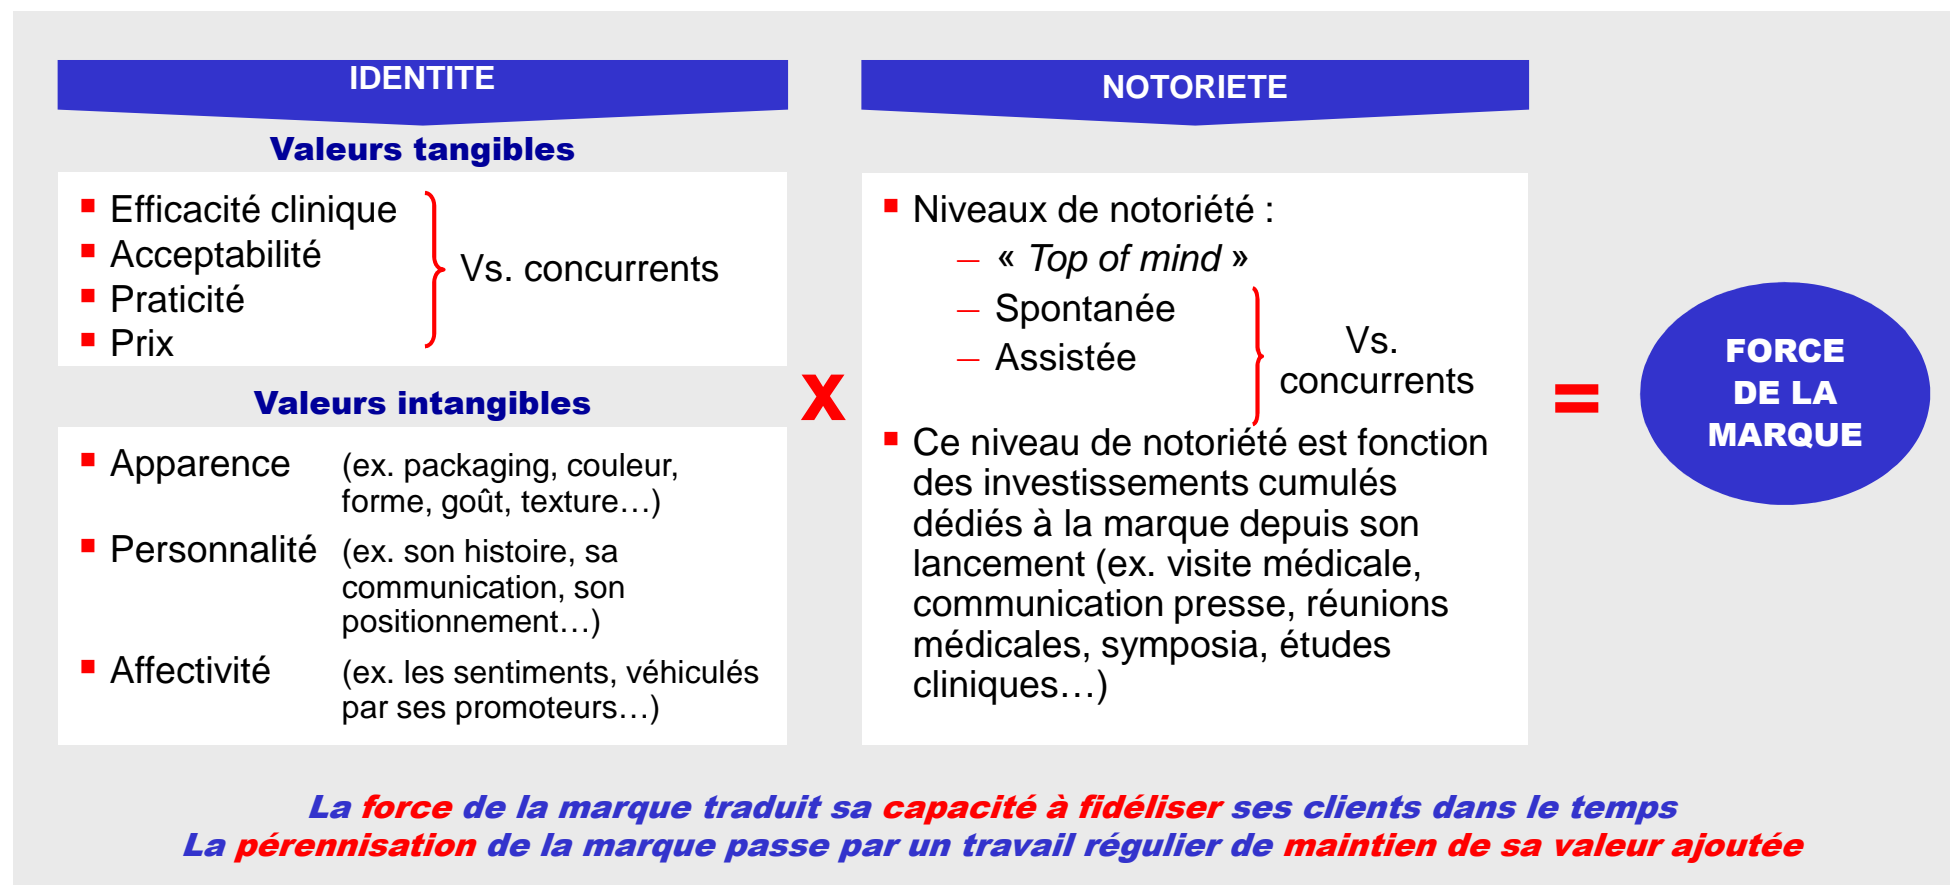 IDENTITE
Valeurs tangibles
Efficacité clinique
Acceptabilité
Praticité
Prix
Vs. concurrents
Valeurs intangibles
Apparence (ex. packaging, couleur,
forme, goût, texture…)
Personnalité (ex. son histoire, sa
communication, son
positionnement…)
Affectivité (ex. les sentiments, véhiculés
par ses promoteurs…)
X
NOTORIETE
Niveaux de notoriété :
– « Top of mind »
– Spontanée
– Assistée
Vs.
concurrents
Ce niveau de notoriété est fonction
des investissements cumulés
dédiés à la marque depuis son
lancement (ex. visite médicale,
communication presse, réunions
médicales, symposia, études
cliniques…)
=
FORCE
DE LA
MARQUE
La force de la marque traduit sa capacité à fidéliser ses clients dans le temps
La pérennisation de la marque passe par un travail régulier de maintien de sa valeur ajoutée